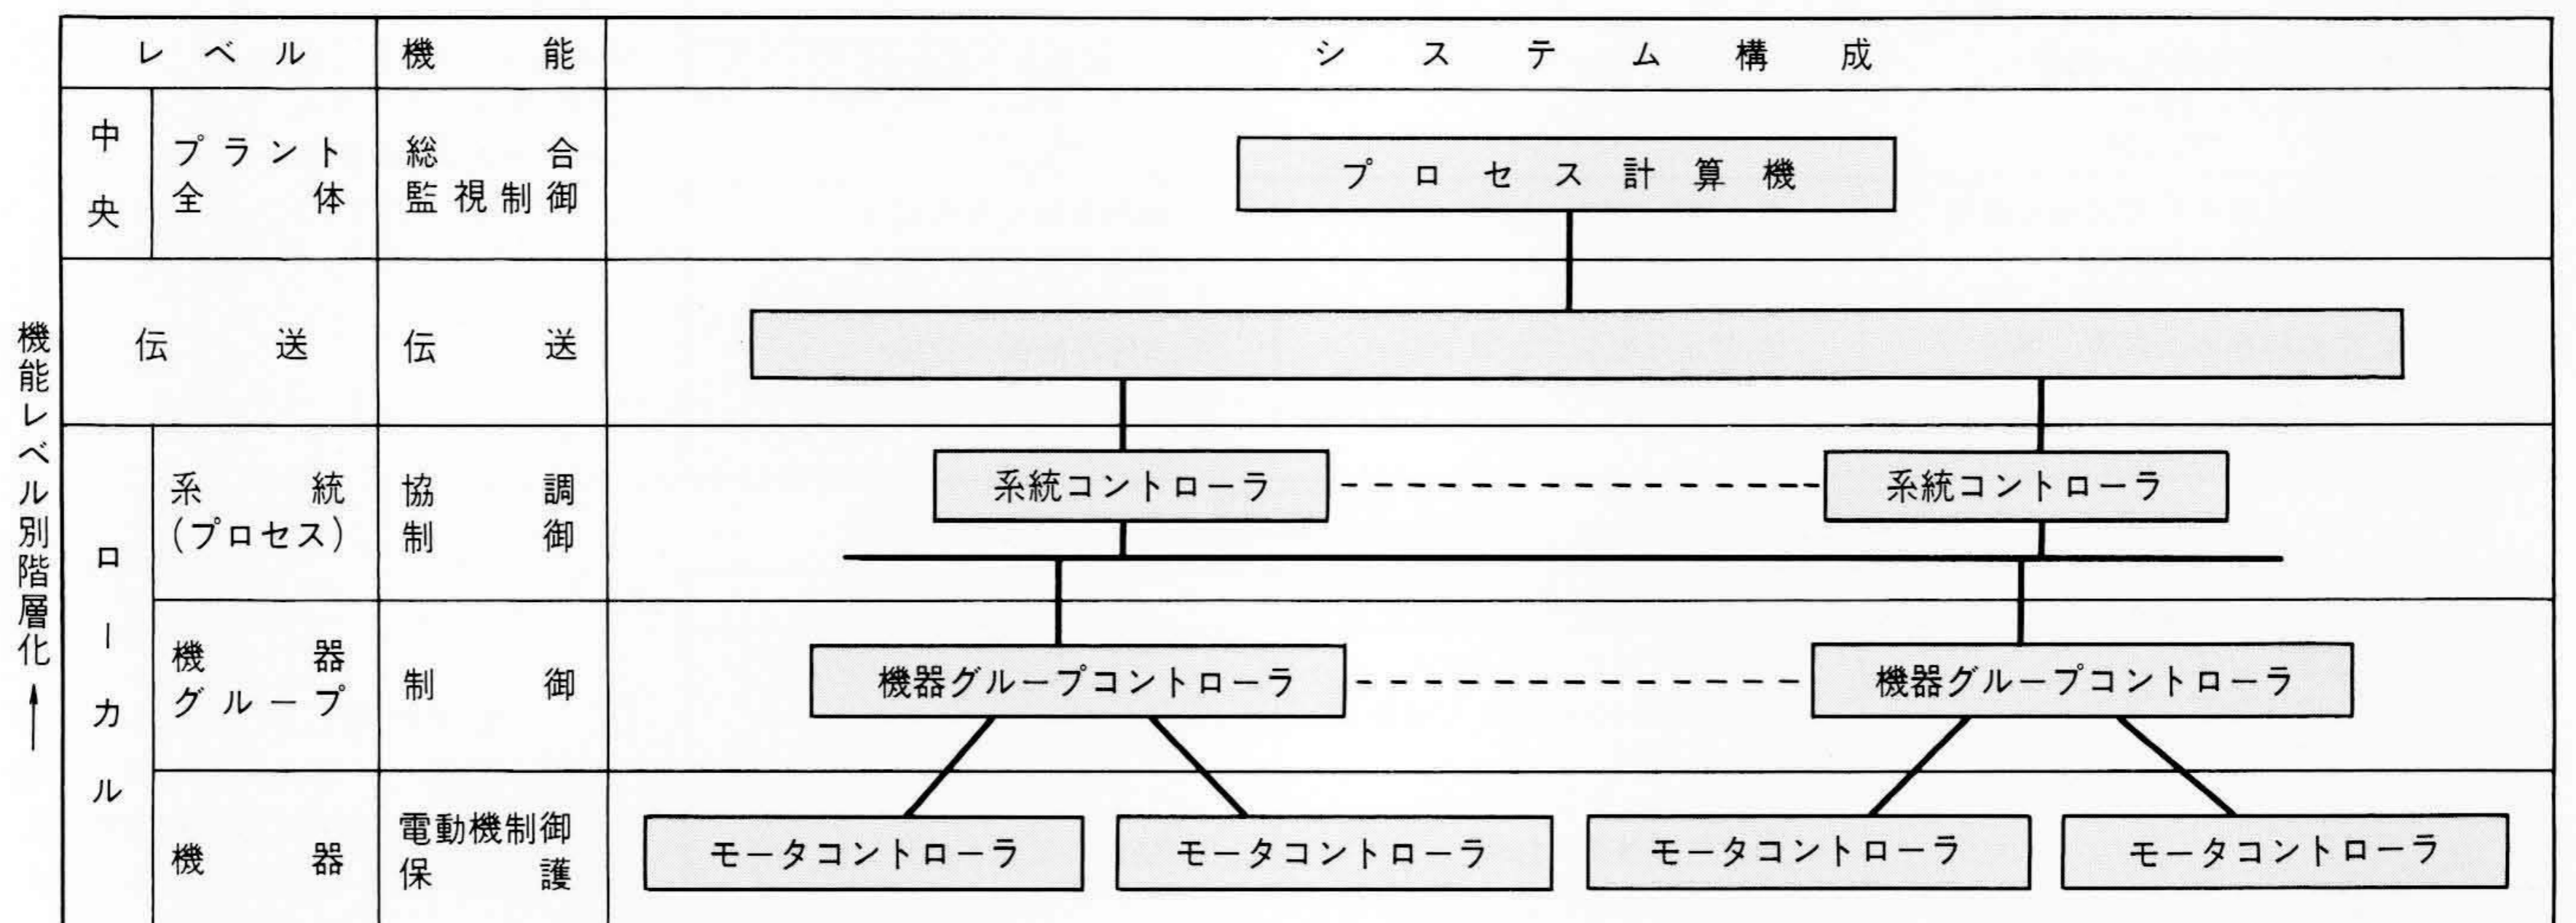 レベル 機能 システム構成
中央 プラント全体 総合監視制御
プロセス計算機
伝送 伝送
機能レベル別階層化
ローカル
系統(プロセス) 協調制御
系統コントローラ 系統コントローラ
機器グループ 制御
機器グループコントローラ 機器グループコントローラ
機器 電動機制御保護
モータコントローラ モータコントローラ モータコントローラ モータコントローラ